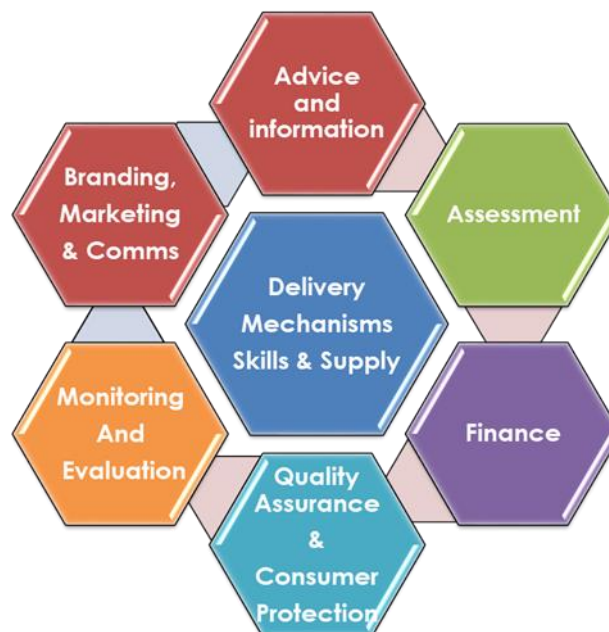 Advice
and
information
Branding,
Marketing
& Comms
Assessment
Delivery
Mechanisms
Skills & Supply
Monitoring
And
Evaluation
Finance
Quality
Assurance
&
Consumer
Protection